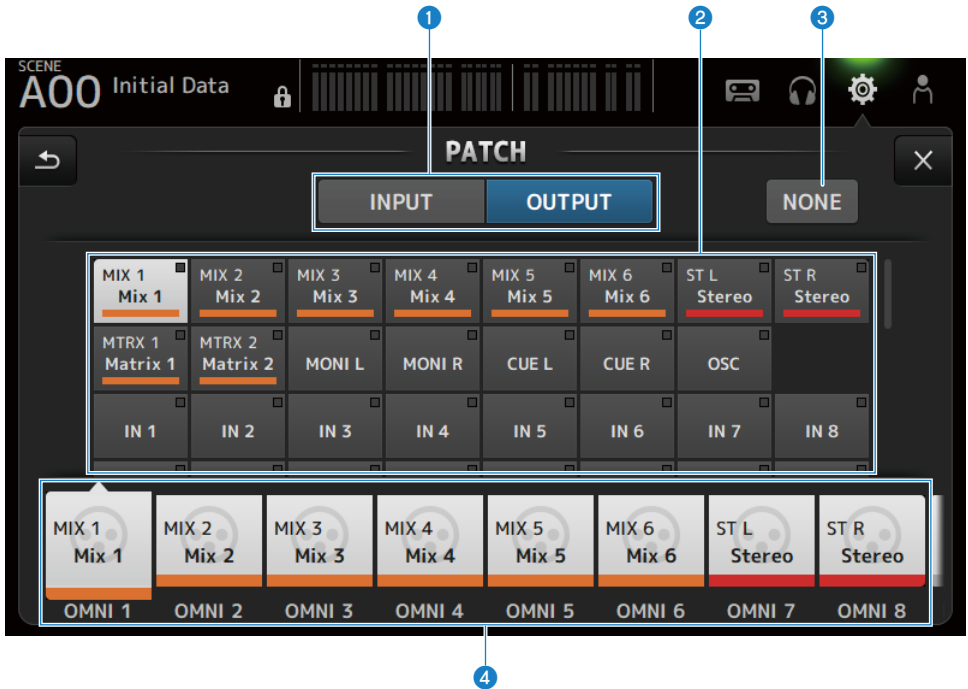 1 2 3
SCENE
A00 Initial Data
PATCH
INPUT OUTPUT NONE
MIX 1 MIX 2 MIX 3 MIX 4 MIX 5 MIX 6 ST L ST R
Mix 1 Mix 2 Mix 3 Mix 4 Mix 5 Mix 6 Stereo Stereo
MTRX 1 MTRX 2
Matrix 1 Matrix 2 MONI L MONI R CUE L CUE R OSC
IN 1 IN 2 IN 3 IN 4 IN 5 IN 6 IN 7 IN 8
MIX 1 MIX 2 MIX 3 MIX 4 MIX 5 MIX 6 ST L ST R
Mix 1 Mix 2 Mix 3 Mix 4 Mix 5 Mix 6 Stereo Stereo
OMNI 1 OMNI 2 OMNI 3 OMNI 4 OMNI 5 OMNI 6 OMNI 7 OMNI 8
4